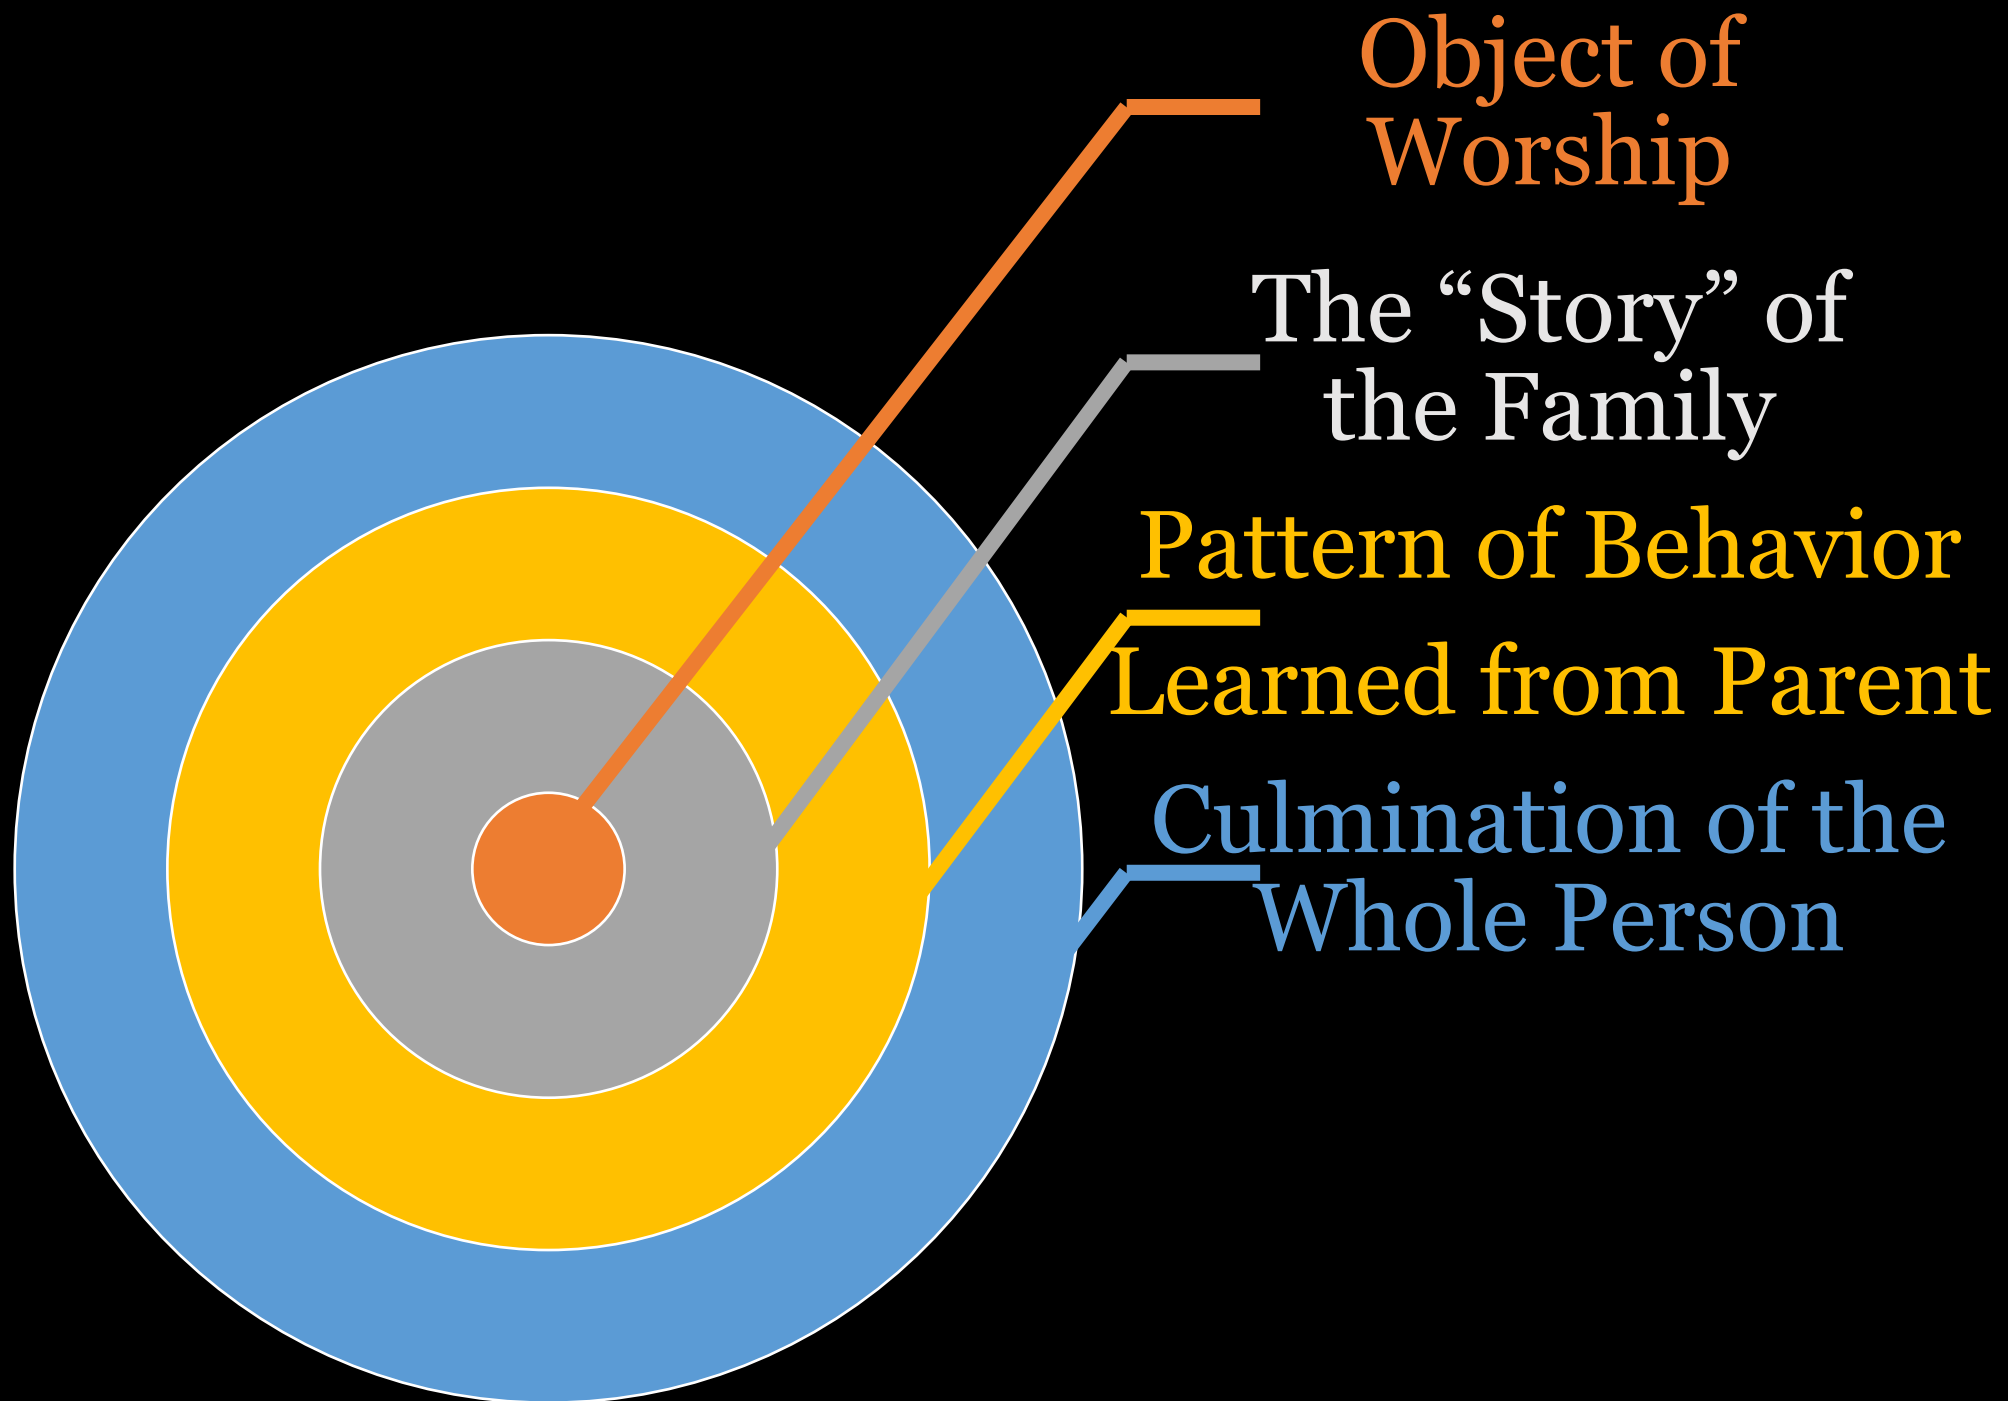 Object of
Worship
The “Story” of
the Family
Pattern of Behavior
Learned from Parent
Culmination of the
Whole Person